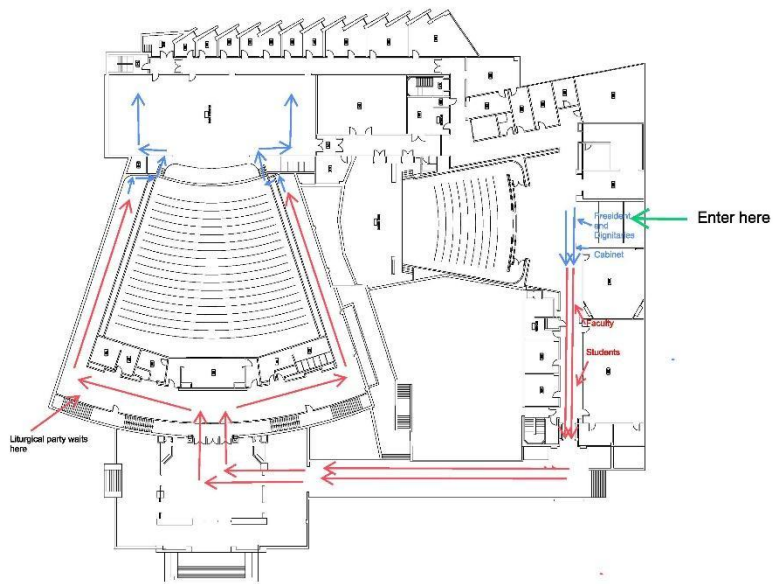 President
and
Dignitaries
Enter here
Cabinet
Faculty
Students
Liturgical party waits
here